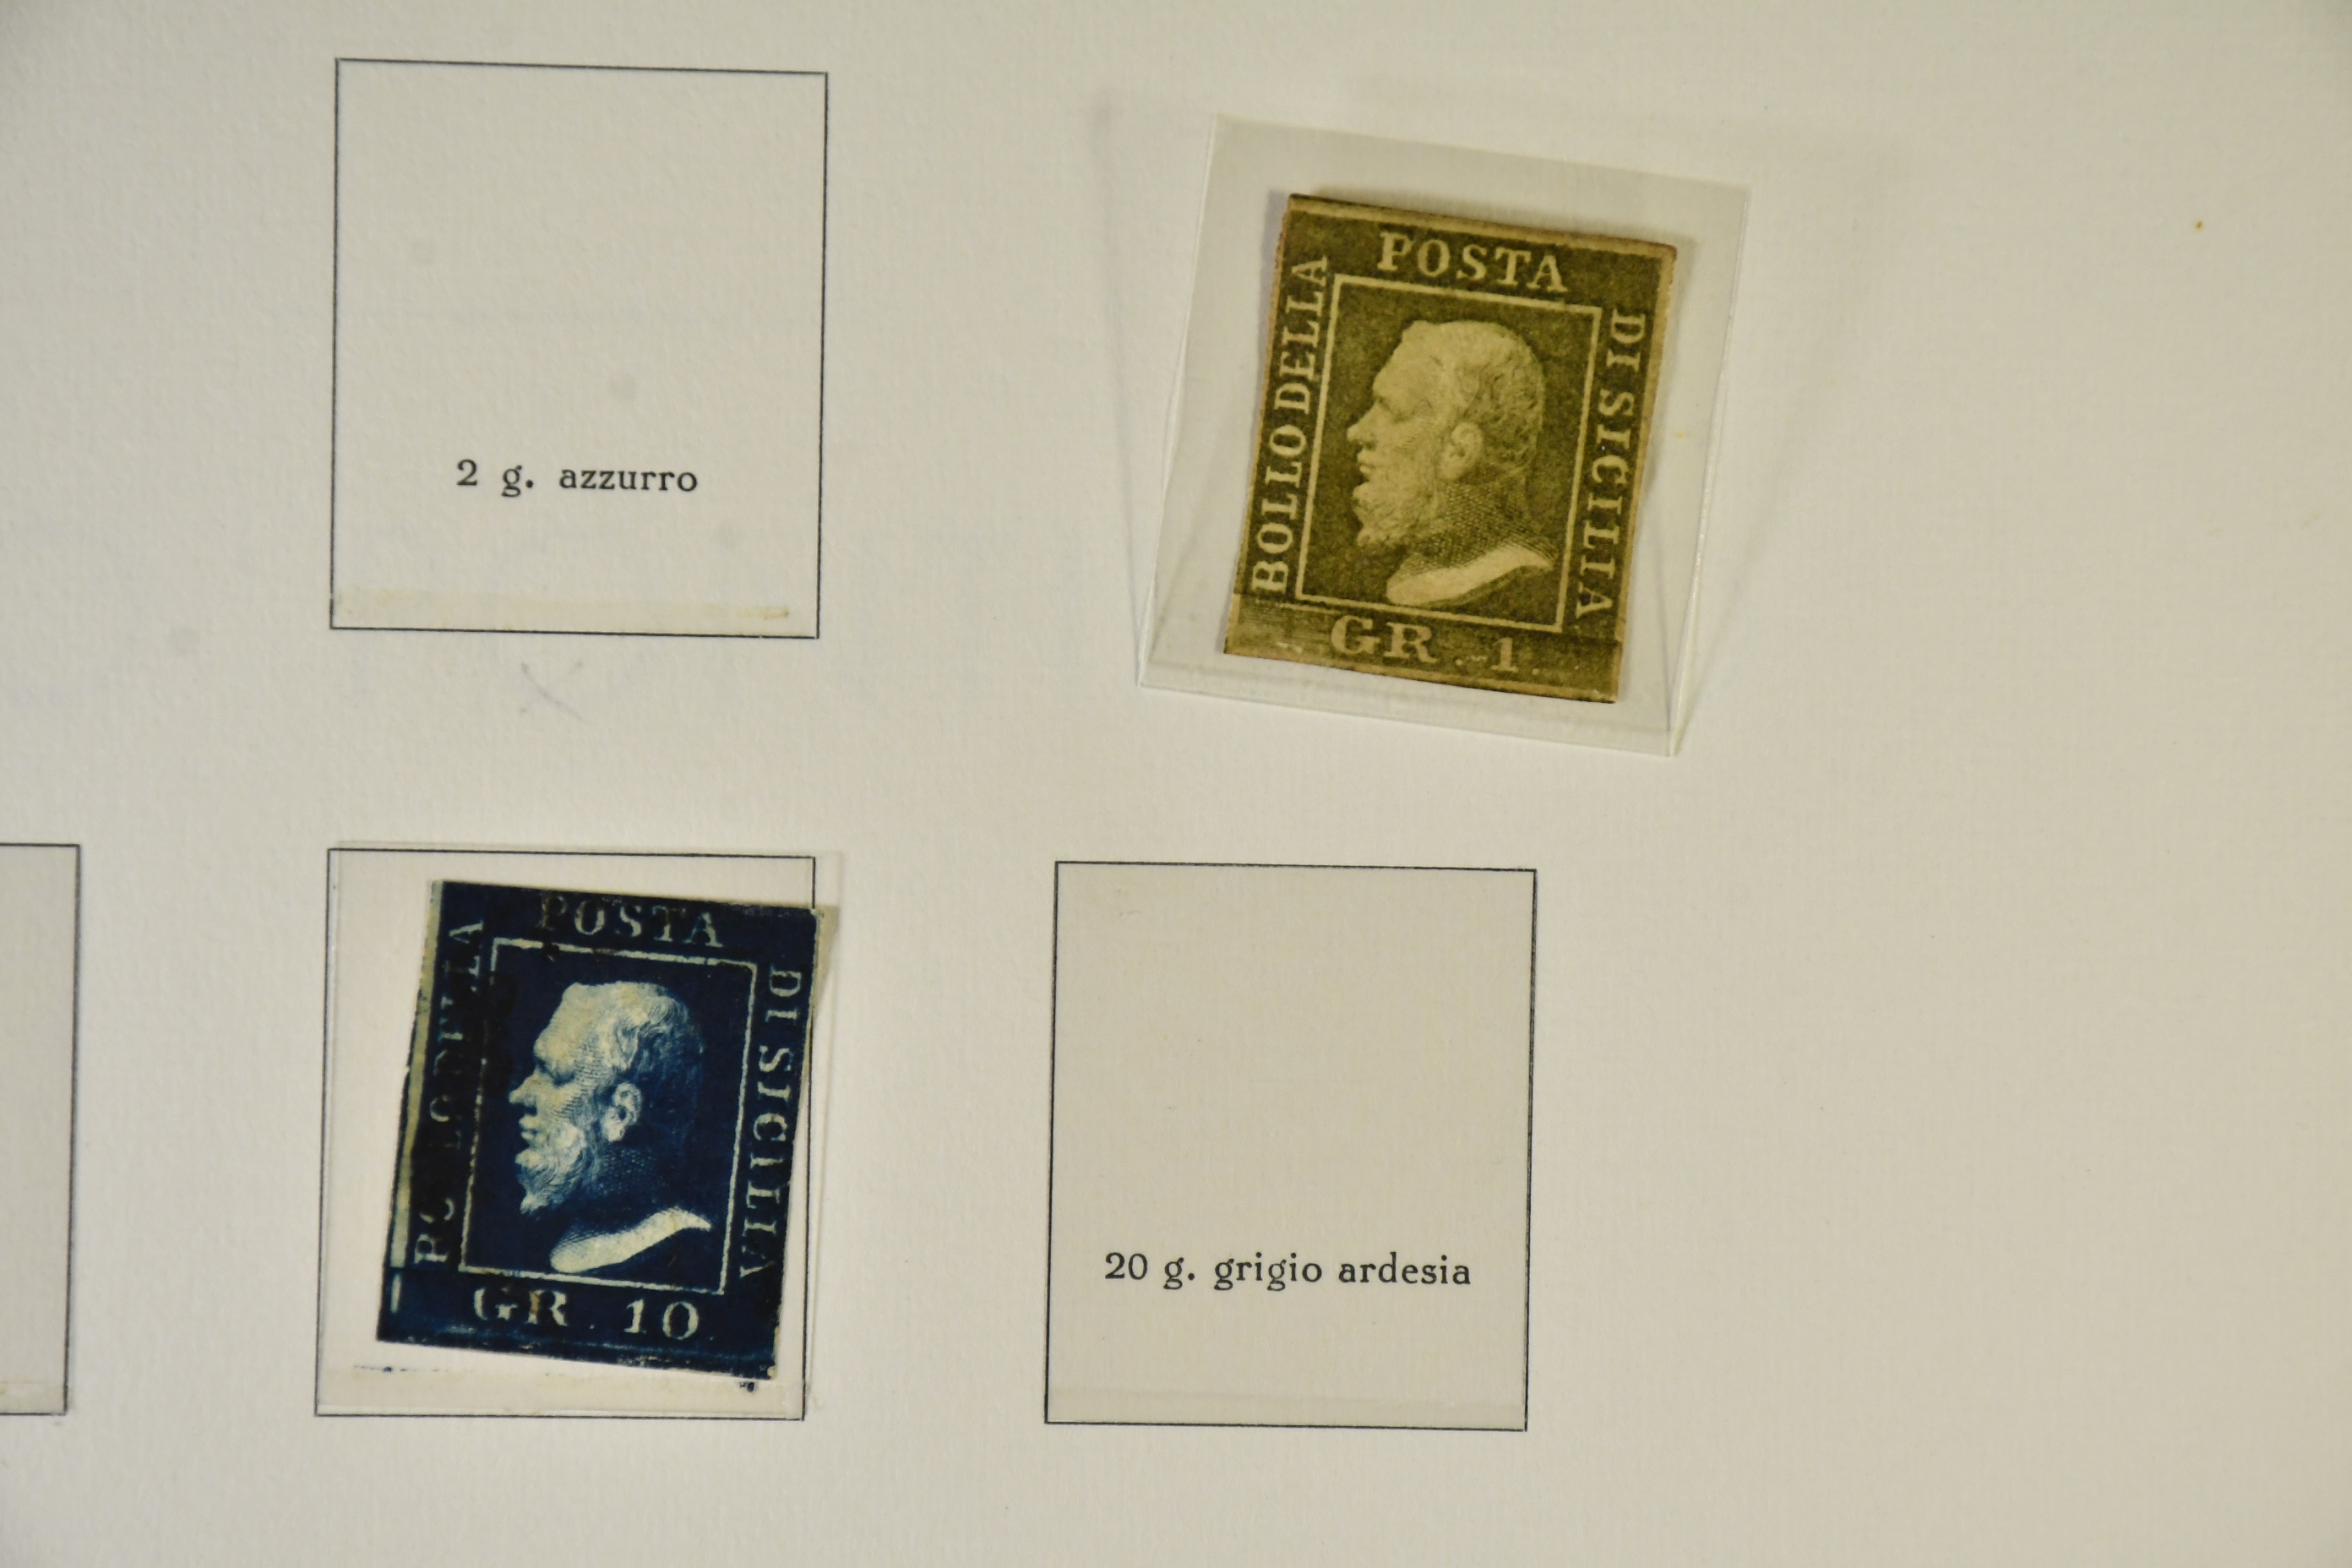 2 g. azzurro
POSTA
BOLLO DELLA
DI SICILIA
GR . 1.
POSTA
DI SICILIA
GR . 10
20 g. grigio ardesia